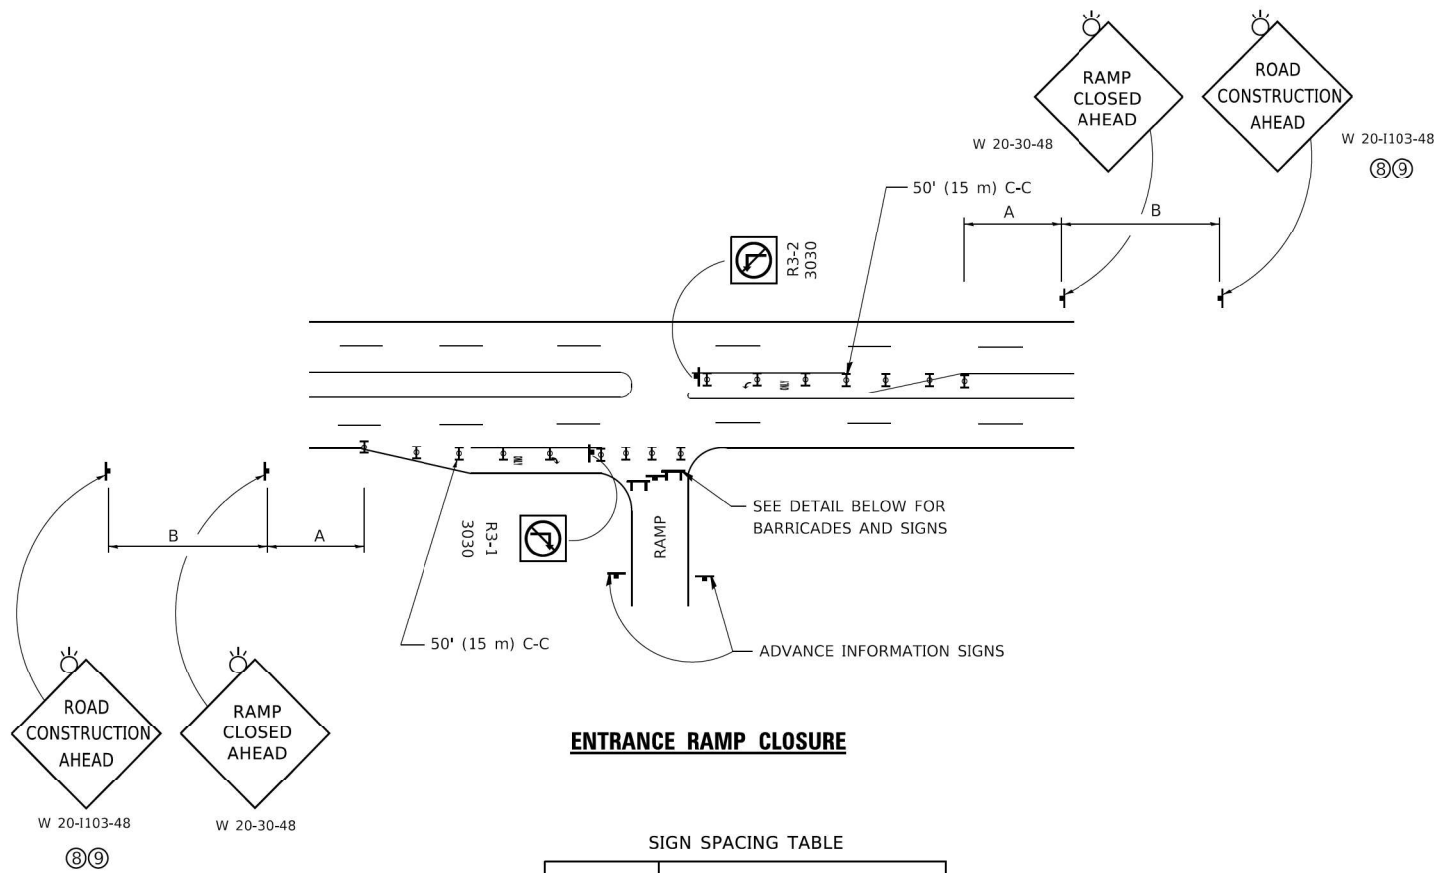 RAMP
CLOSED
AHEAD
W 20-30-48
ROAD
CONSTRUCTION
AHEAD
W 20-I103-48
⑧⑨
50' (15 m) C-C
A
B
R3-2
3030
B
A
R3-1
3030
RAMP
SEE DETAIL BELOW FOR
BARRICADES AND SIGNS
50' (15 m) C-C
ADVANCE INFORMATION SIGNS
ROAD
CONSTRUCTION
AHEAD
W 20-I103-48
⑧⑨
RAMP
CLOSED
AHEAD
W 20-30-48
ENTRANCE RAMP CLOSURE
SIGN SPACING TABLE